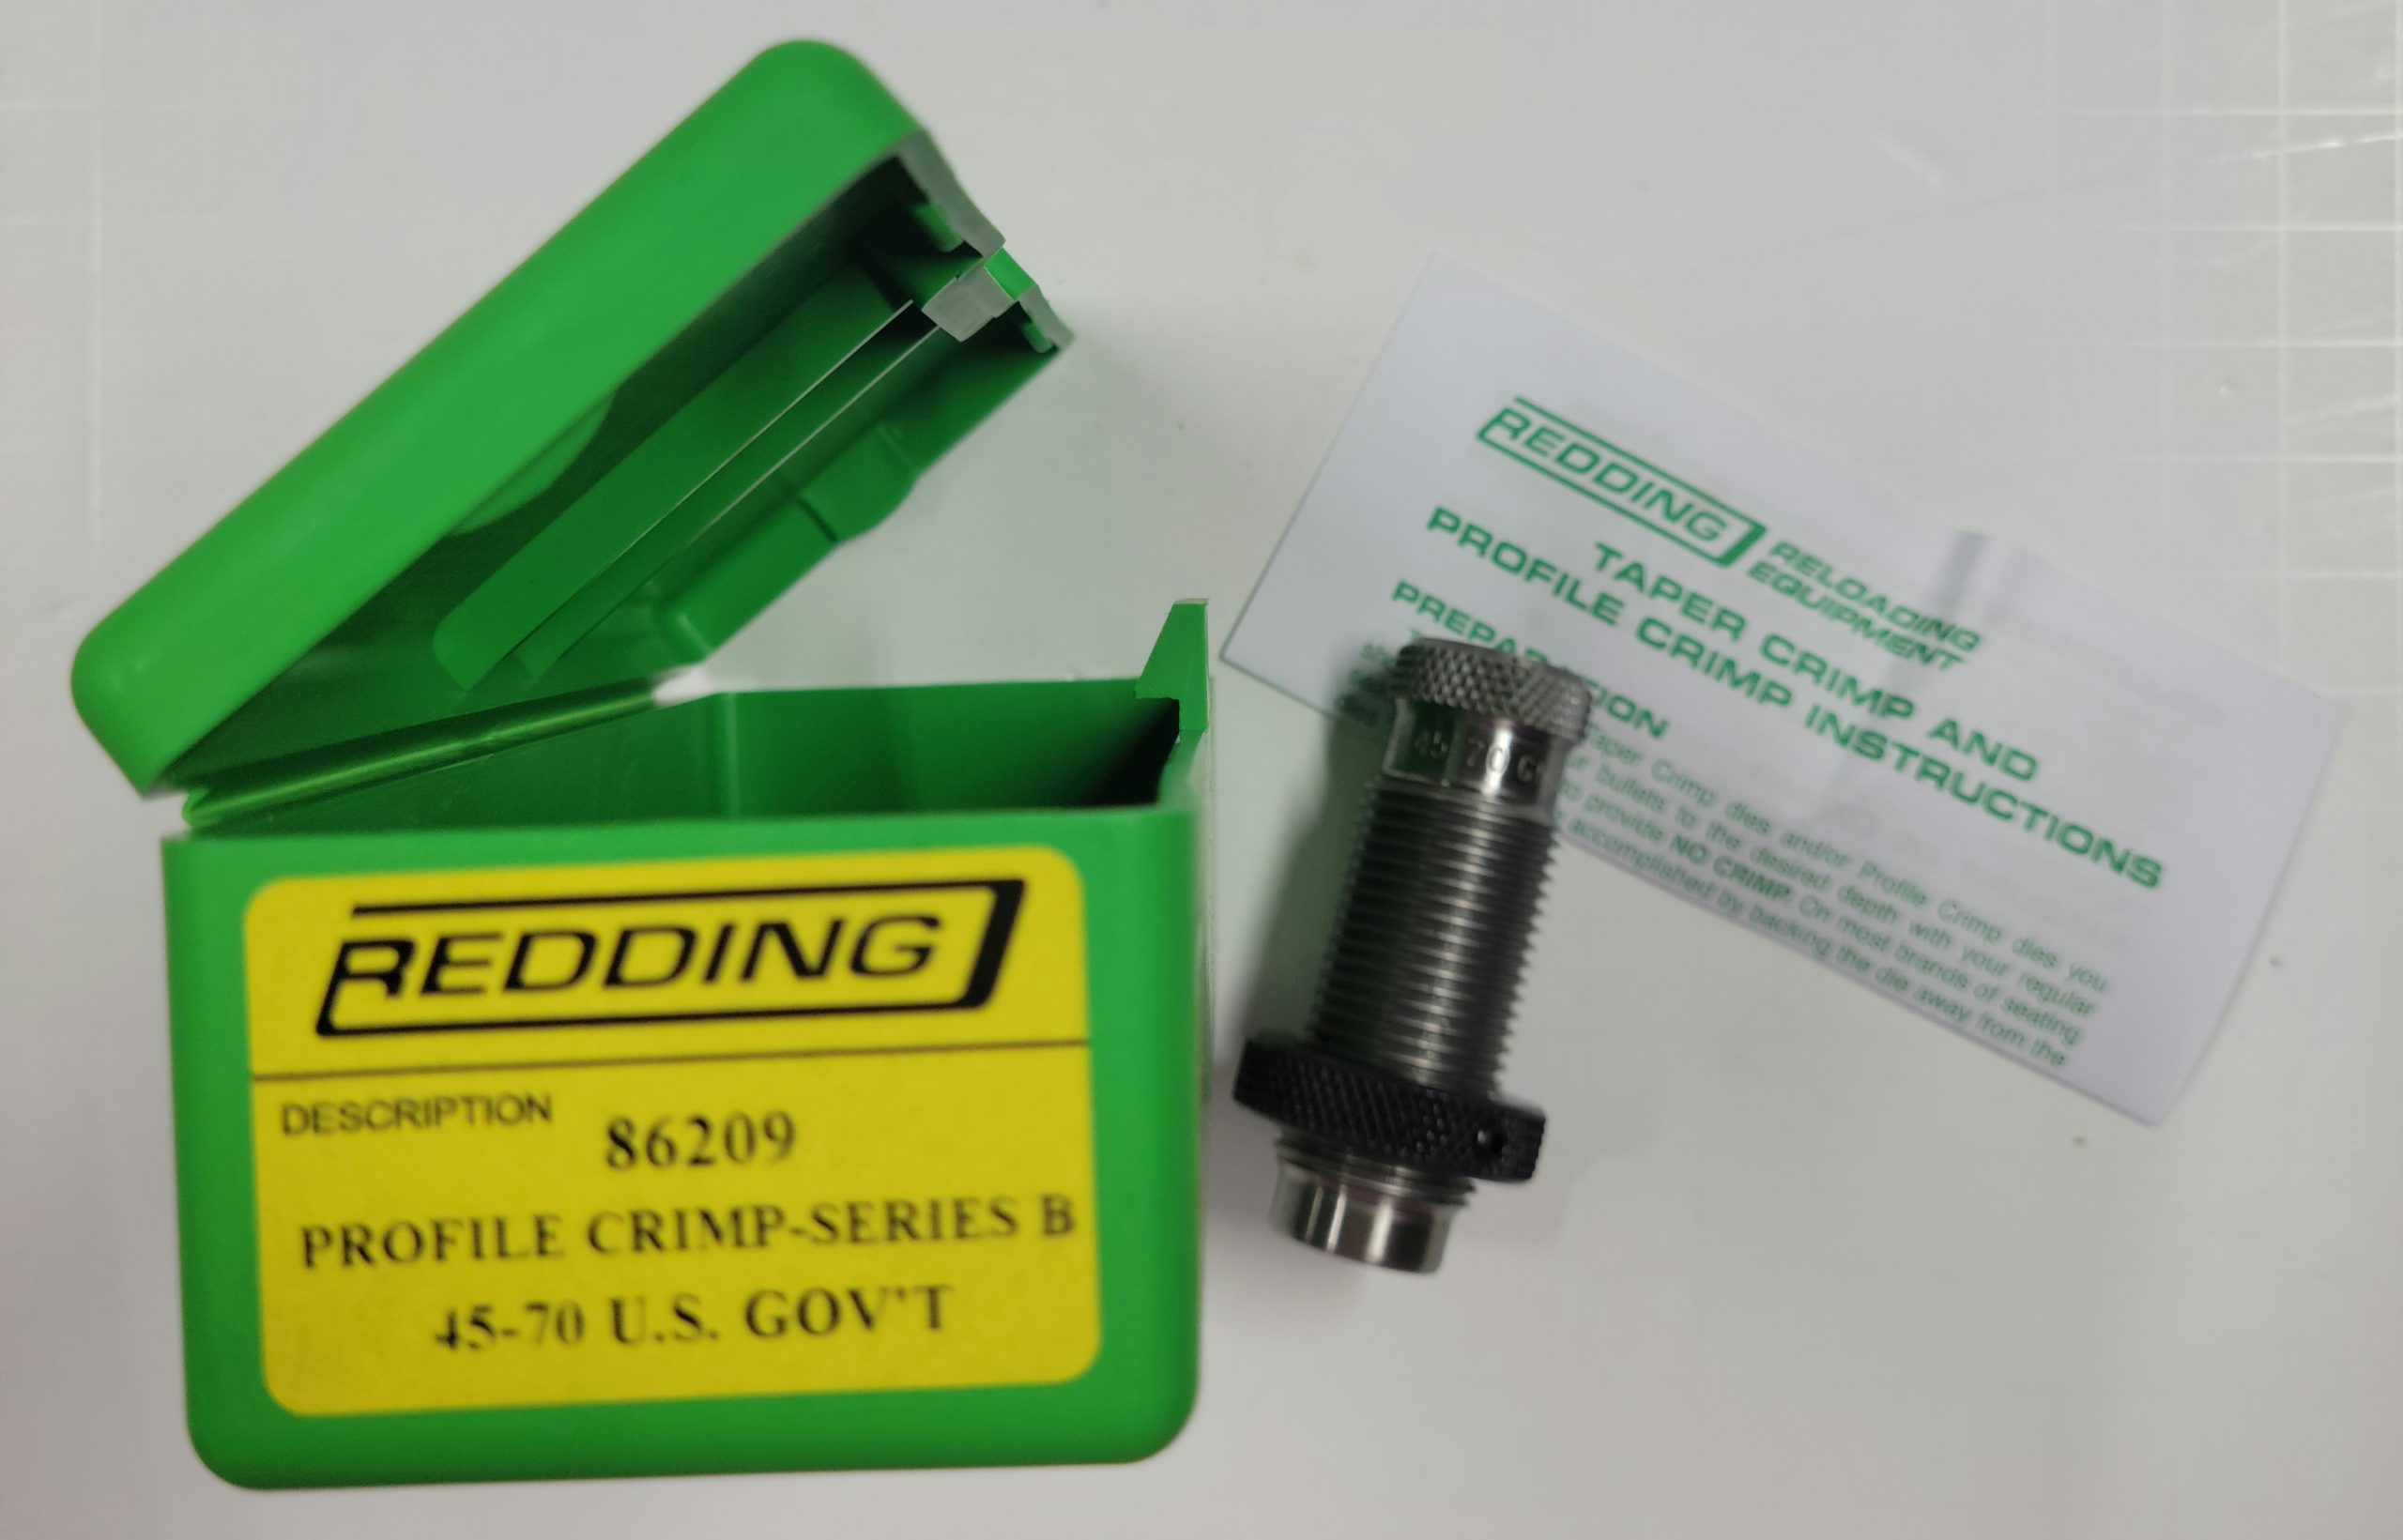 REDDING
DESCRIPTION
86209
PROFILE CRIMP-SERIES B
45-70 U.S. GOV'T
REDDING
RELOADING
EQUIPMENT
TAPER CRIMP AND
PROFILE CRIMP INSTRUCTIONS
Taper Crimp dies and/or Profile Crimp dies you
bullets to the desired depth with your regular
to provide NO CRIMP. On most brands of seating
accomplished by backing the die away from the
45 70 G